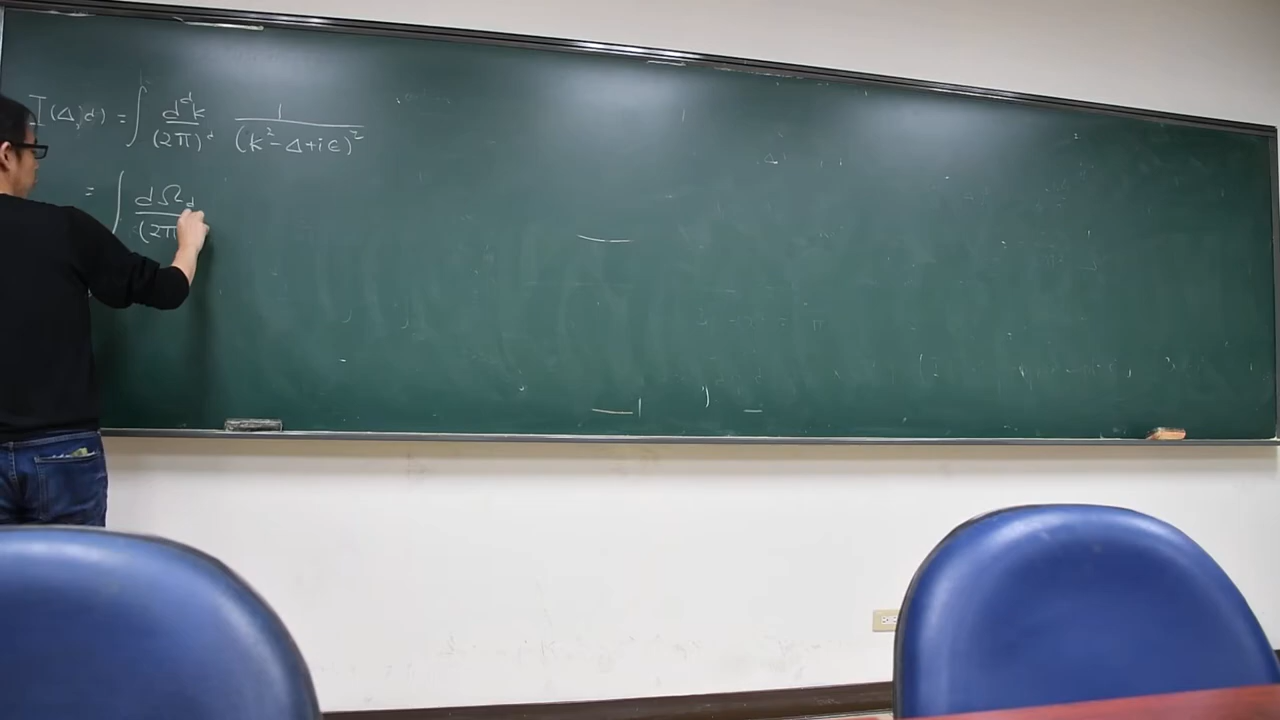 I(Δ,d) = ∫ d^d k / (2π)^d 1 / (k² - Δ + iε)²
= ∫ dΩ_d / (2π